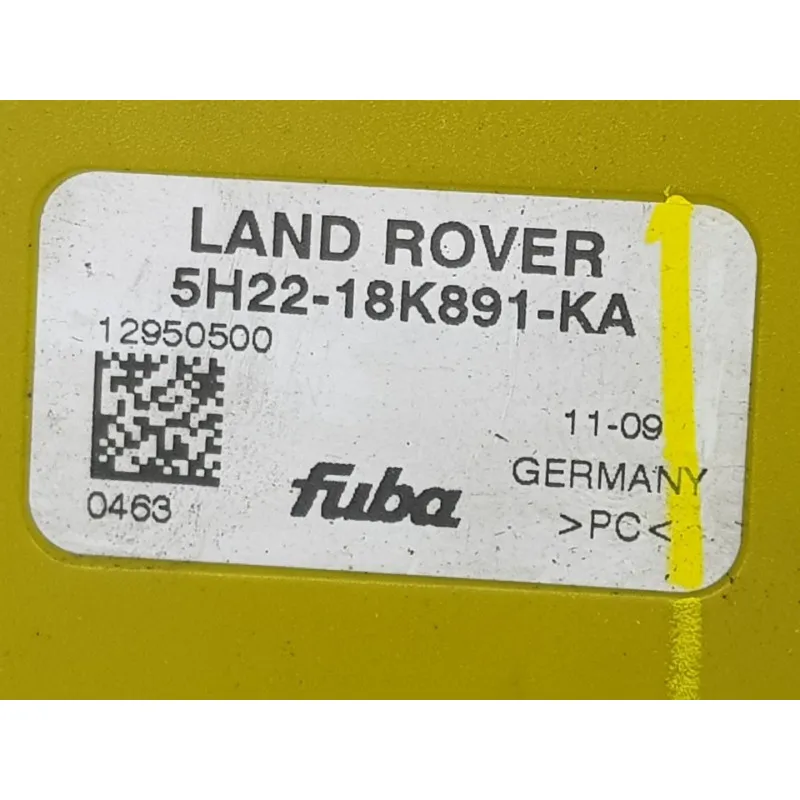 LAND ROVER
5H22-18K891-KA
12950500
11-09
GERMANY
0463
fuba
>PC<